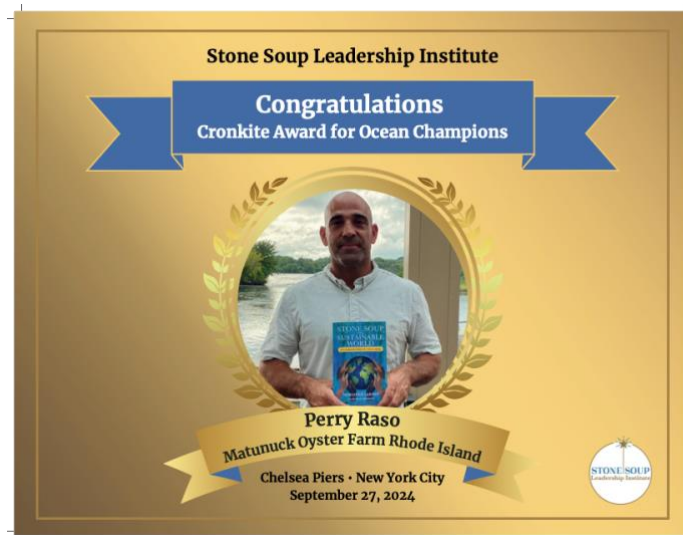 Stone Soup Leadership Institute
Congratulations
Cronkite Award for Ocean Champions
STONE SOUP
SUSTAINABLE
WORLD
Perry Raso
Matunuck Oyster Farm Rhode Island
Chelsea Piers • New York City
September 27, 2024
STONE SOUP
Leadership Institute